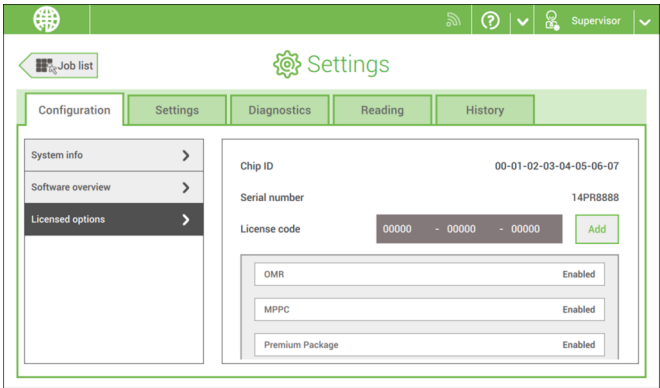 Supervisor
Job list
Settings
Configuration
Settings
Diagnostics
Reading
History
System info
Software overview
Licensed options
Chip ID 00-01-02-03-04-05-06-07
Serial number 14PR8888
License code 00000 - 00000 - 00000 Add
OMR Enabled
MPPC Enabled
Premium Package Enabled